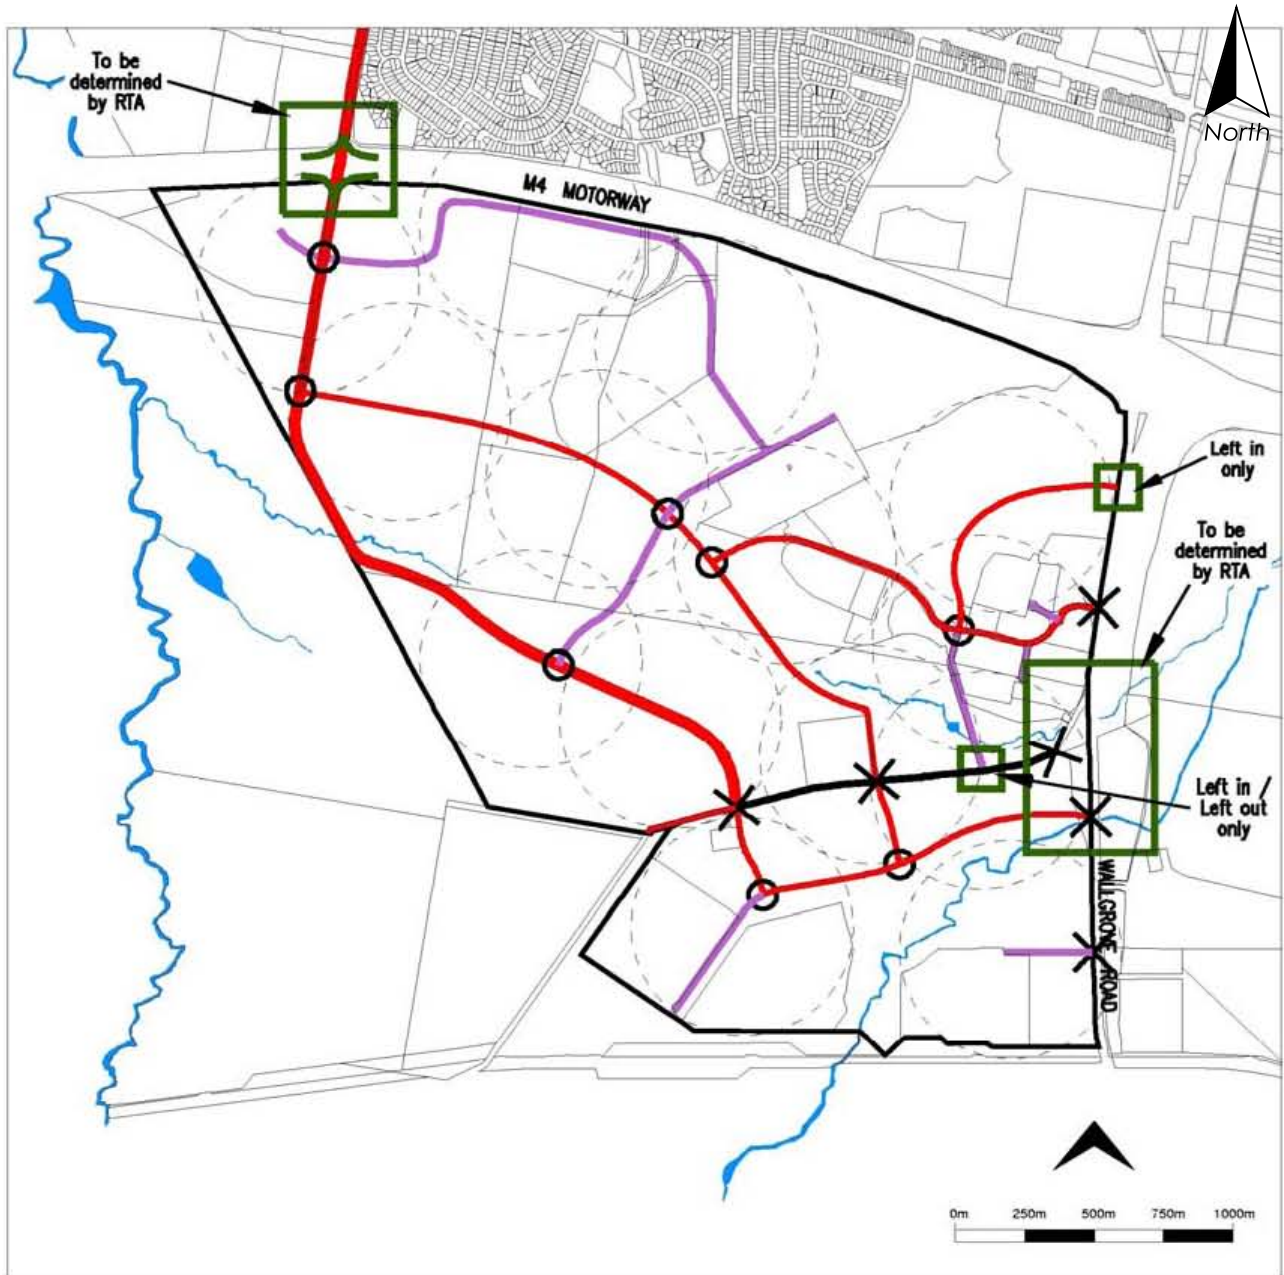 To be
determined
by RTA
North
M4 MOTORWAY
Left in
only
To be
determined
by RTA
Left in /
Left out
only
WALLGROVE ROAD
0m 250m 500m 750m 1000m